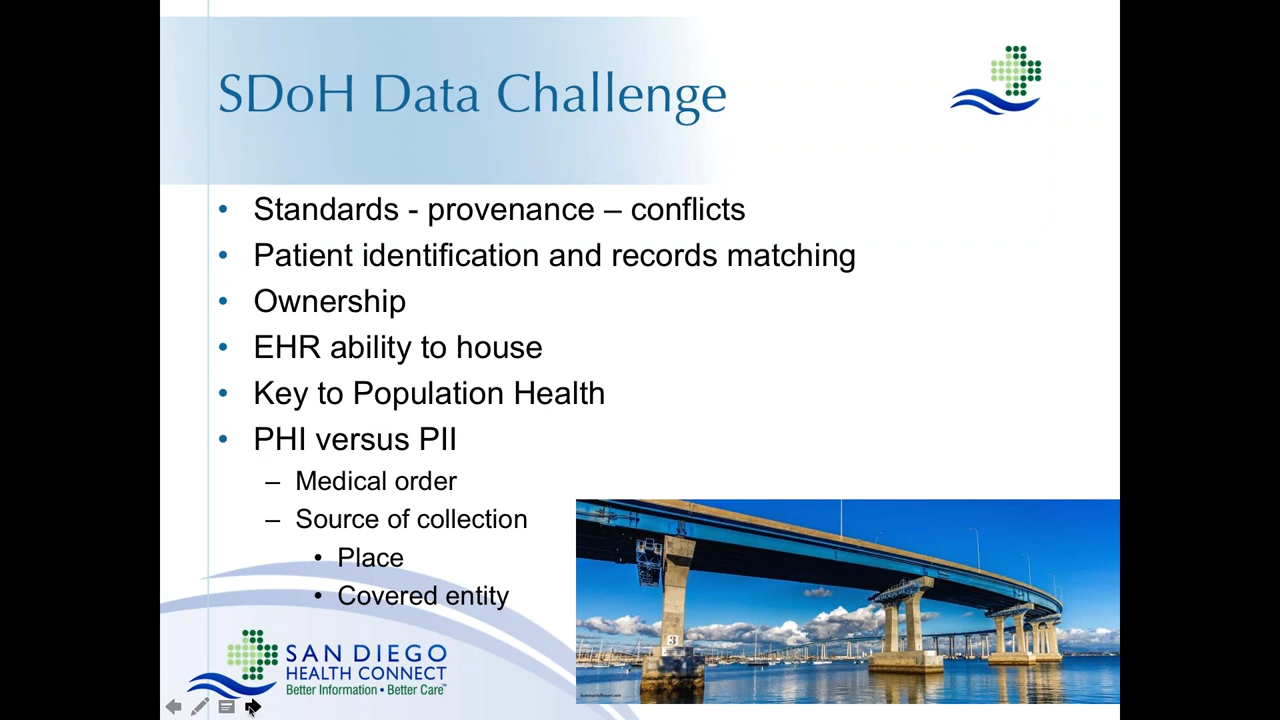 SDoH Data Challenge
• Standards - provenance – conflicts
• Patient identification and records matching
• Ownership
• EHR ability to house
• Key to Population Health
• PHI versus PII
– Medical order
– Source of collection
• Place
• Covered entity
3
SAN DIEGO
HEALTH CONNECT
Better Information • Better Care™